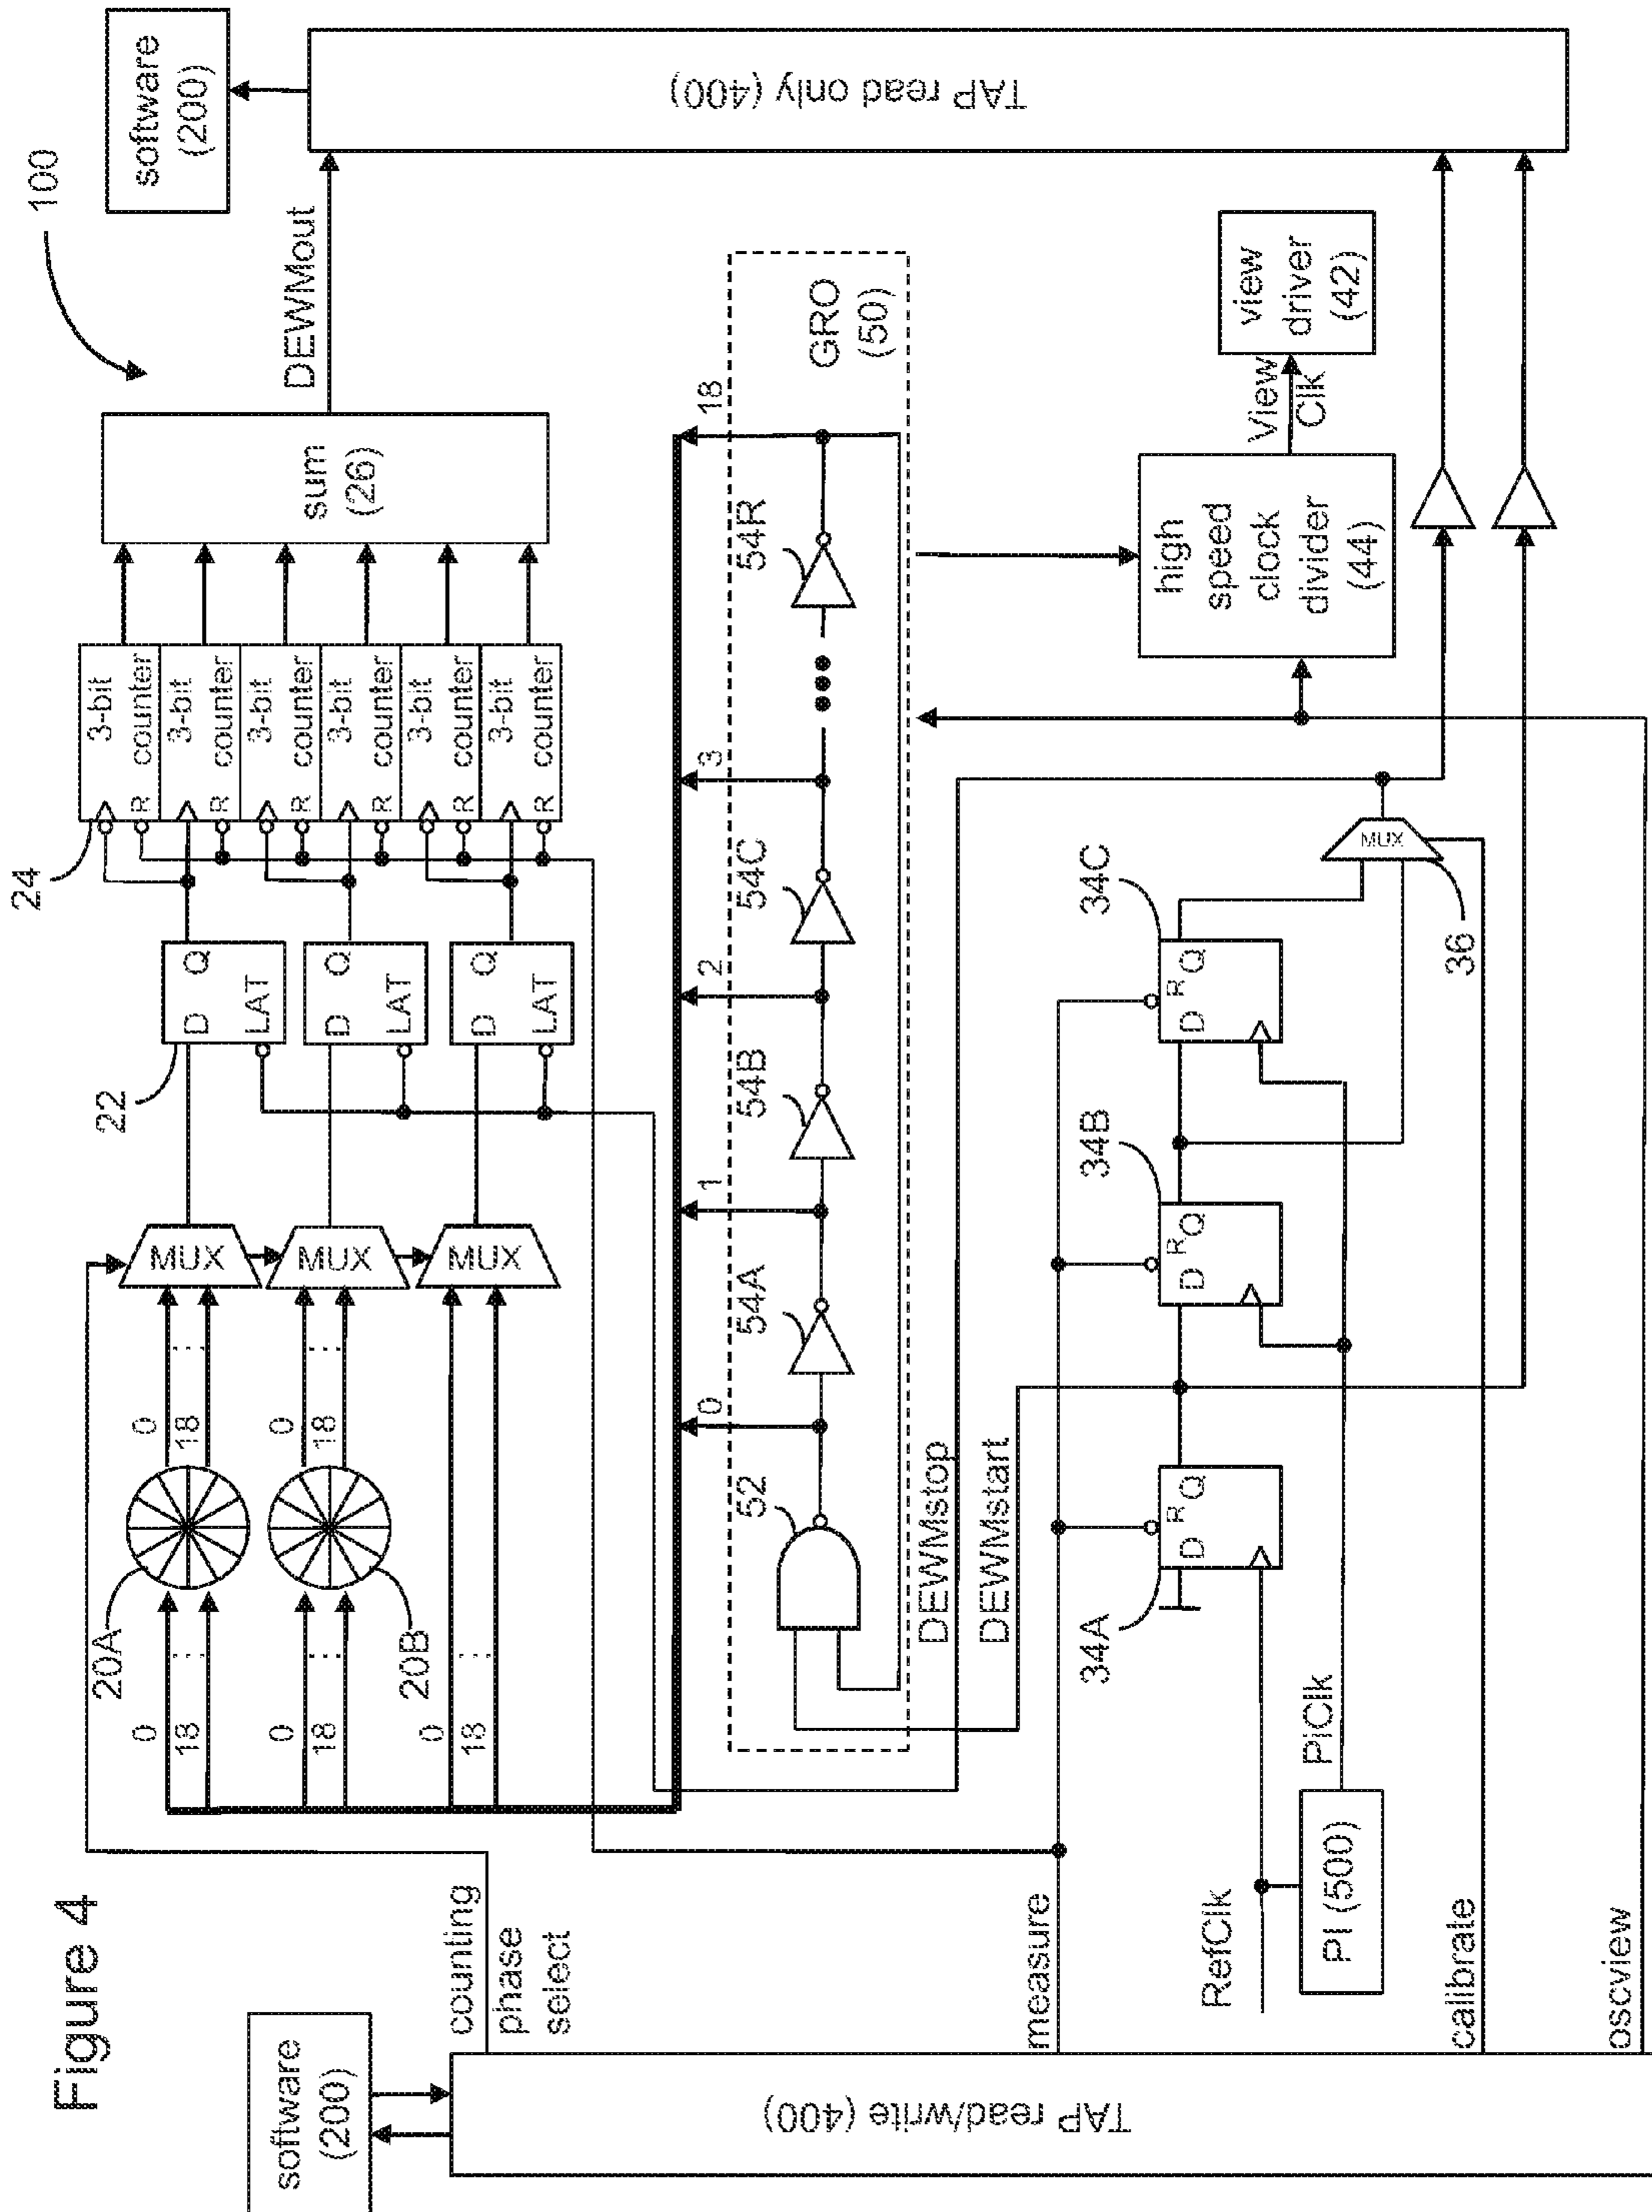 Figure 4
100
software
(200)
TAP read/write (400)
counting
phase
select
measure
RefClk
PI (500)
PiClk
calibrate
oscview
20A
20B
0
18
0
18
0
18
0
18
0
18
MUX
MUX
MUX
22
D Q
LAT
D Q
LAT
D Q
LAT
24
3-bit
R counter
3-bit
R counter
3-bit
R counter
3-bit
R counter
3-bit
R counter
3-bit
R counter
sum
(26)
DEWMout
software
(200)
TAP read only (400)
0
1
2
3
18
52
54A
54B
54C
54R
GRO
(50)
DEWMstop
DEWMstart
34A
D R Q
34B
D R Q
34C
D R Q
MUX
36
high
speed
clock
divider
(44)
View
Clk
view
driver
(42)